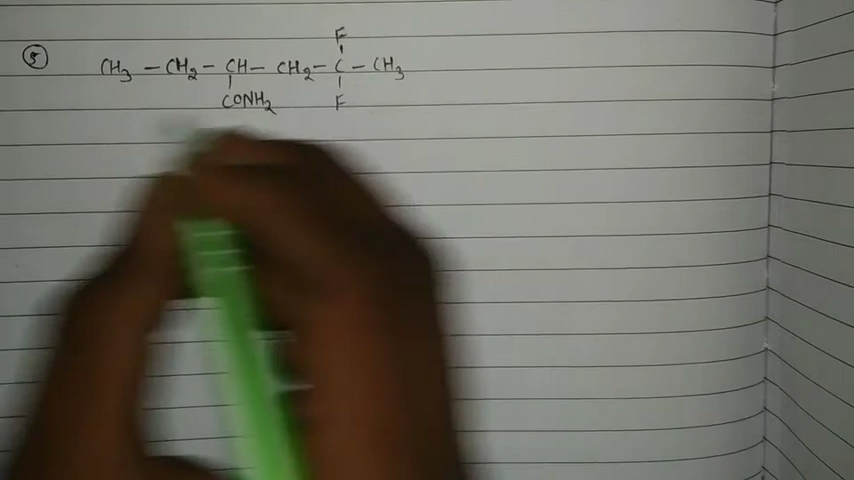 F
⑤ CH₃ — CH₂ — CH — CH₂ — C — CH₃
CONH₂ F